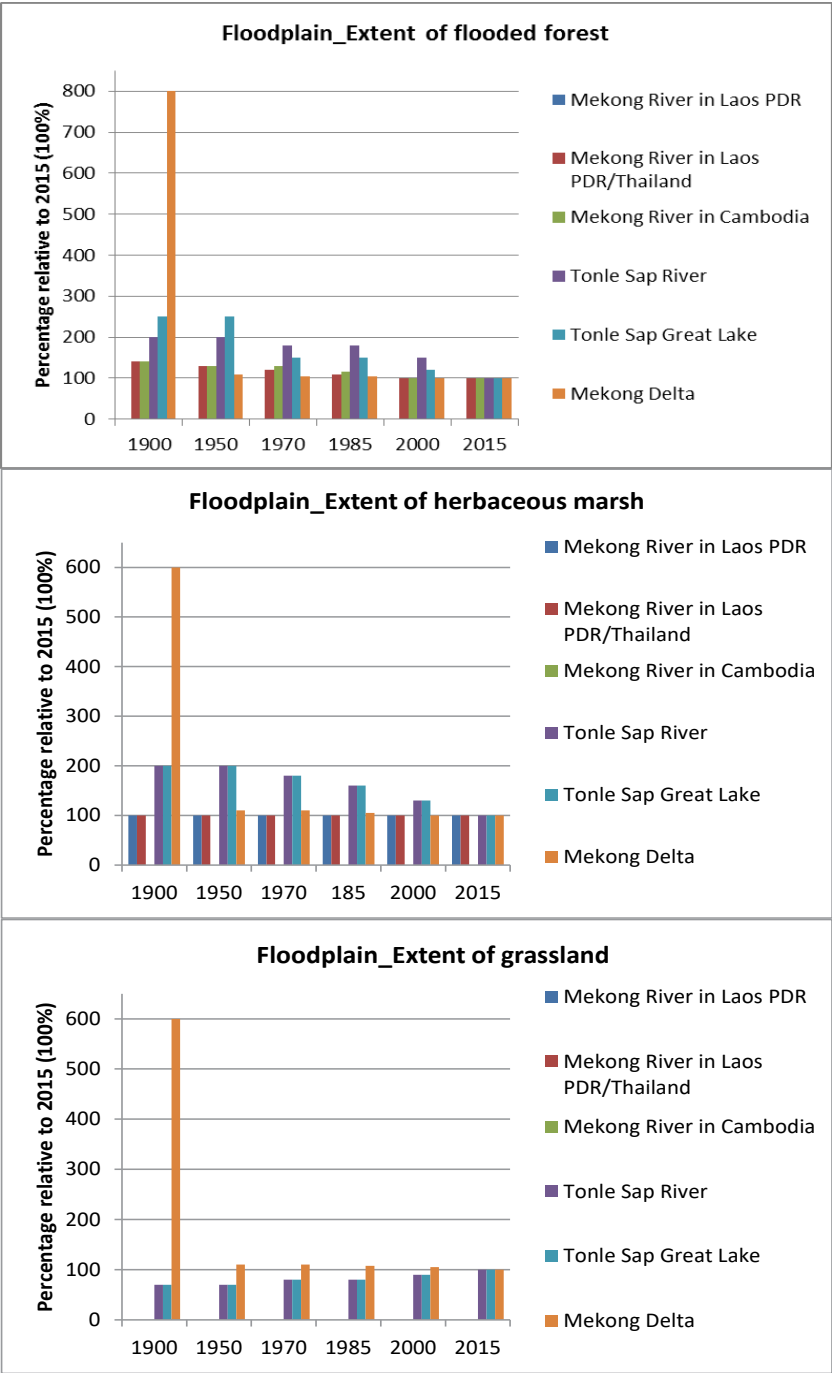 Floodplain_Extent of flooded forest
Percentage relative to 2015 (100%)
800
700
600
500
400
300
200
100
0
1900 1950 1970 1985 2000 2015
Mekong River in Laos PDR
Mekong River in Laos
PDR/Thailand
Mekong River in Cambodia
Tonle Sap River
Tonle Sap Great Lake
Mekong Delta
Floodplain_Extent of herbaceous marsh
Percentage relative to 2015 (100%)
600
500
400
300
200
100
0
1900 1950 1970 185 2000 2015
Mekong River in Laos PDR
Mekong River in Laos
PDR/Thailand
Mekong River in Cambodia
Tonle Sap River
Tonle Sap Great Lake
Mekong Delta
Floodplain_Extent of grassland
Percentage relative to 2015 (100%)
600
500
400
300
200
100
0
1900 1950 1970 1985 2000 2015
Mekong River in Laos PDR
Mekong River in Laos
PDR/Thailand
Mekong River in Cambodia
Tonle Sap River
Tonle Sap Great Lake
Mekong Delta